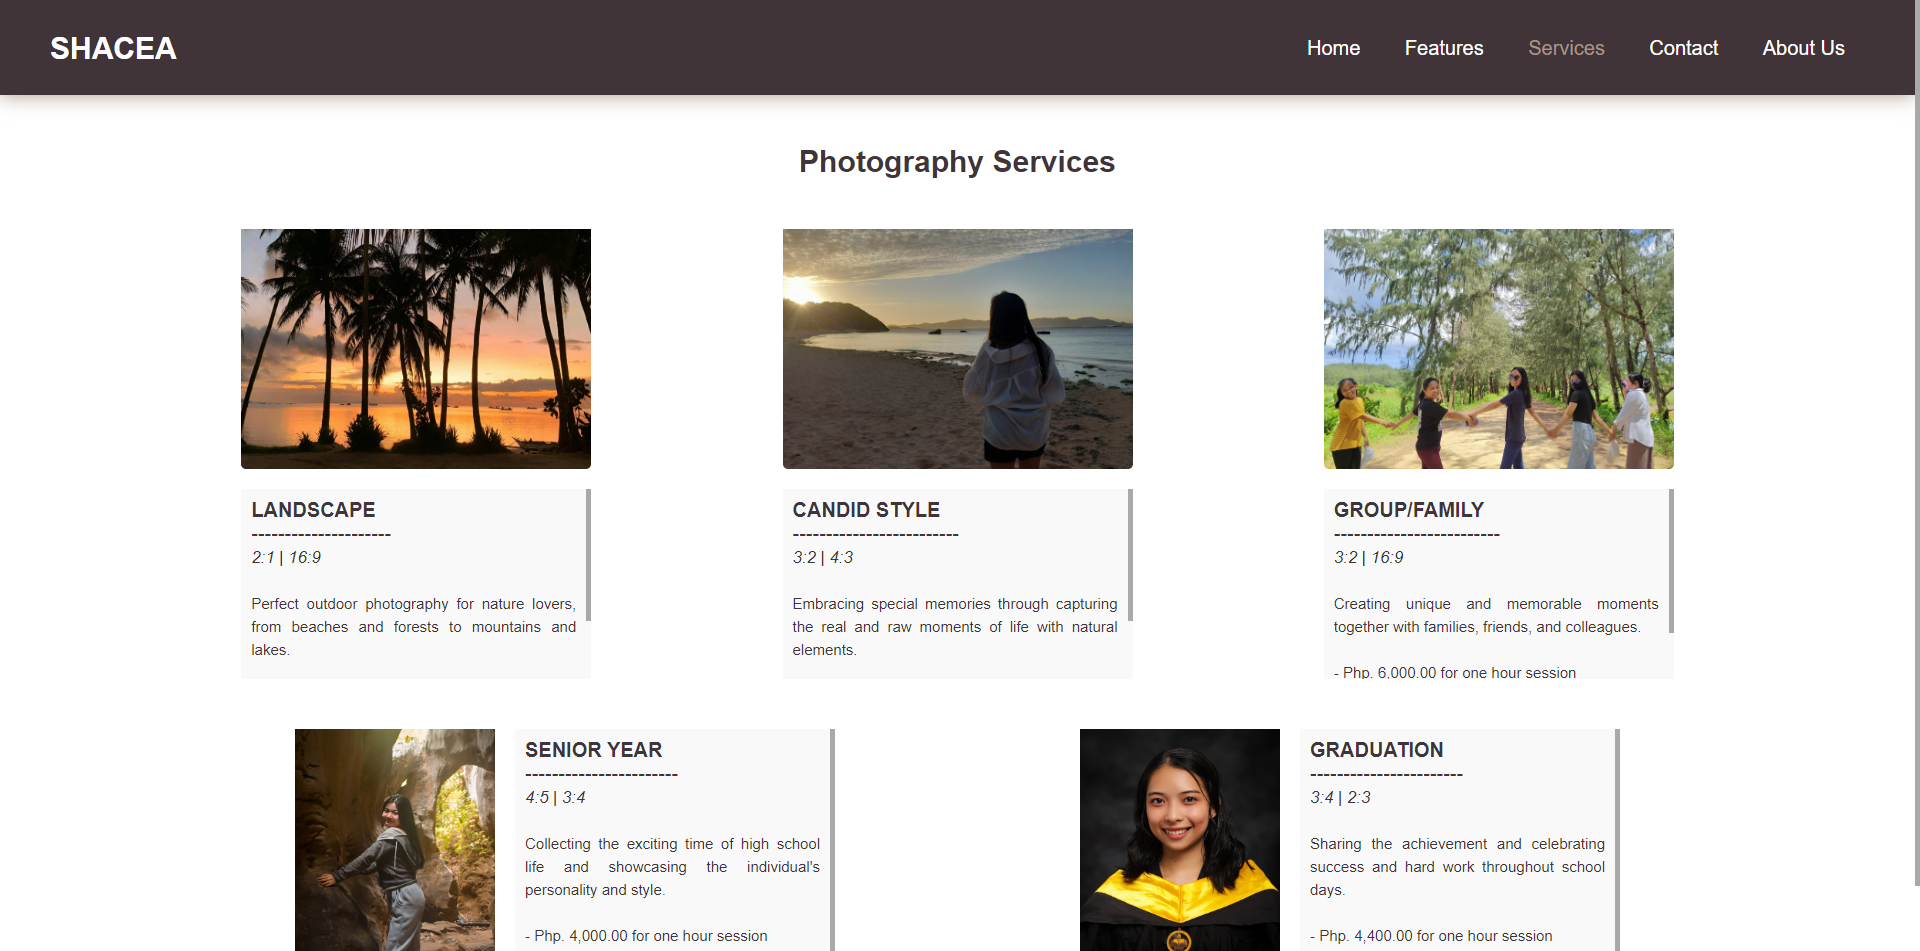 SHACEA
Home Features Services Contact About Us
Photography Services
LANDSCAPE
---------------------
2:1 | 16:9
Perfect outdoor photography for nature lovers,
from beaches and forests to mountains and
lakes.
CANDID STYLE
-------------------------
3:2 | 4:3
Embracing special memories through capturing
the real and raw moments of life with natural
elements.
GROUP/FAMILY
-------------------------
3:2 | 16:9
Creating unique and memorable moments
together with families, friends, and colleagues.
- Php. 6,000.00 for one hour session
SENIOR YEAR
-----------------------
4:5 | 3:4
Collecting the exciting time of high school
life and showcasing the individual's
personality and style.
- Php. 4,000.00 for one hour session
GRADUATION
-----------------------
3:4 | 2:3
Sharing the achievement and celebrating
success and hard work throughout school
days.
- Php. 4,400.00 for one hour session